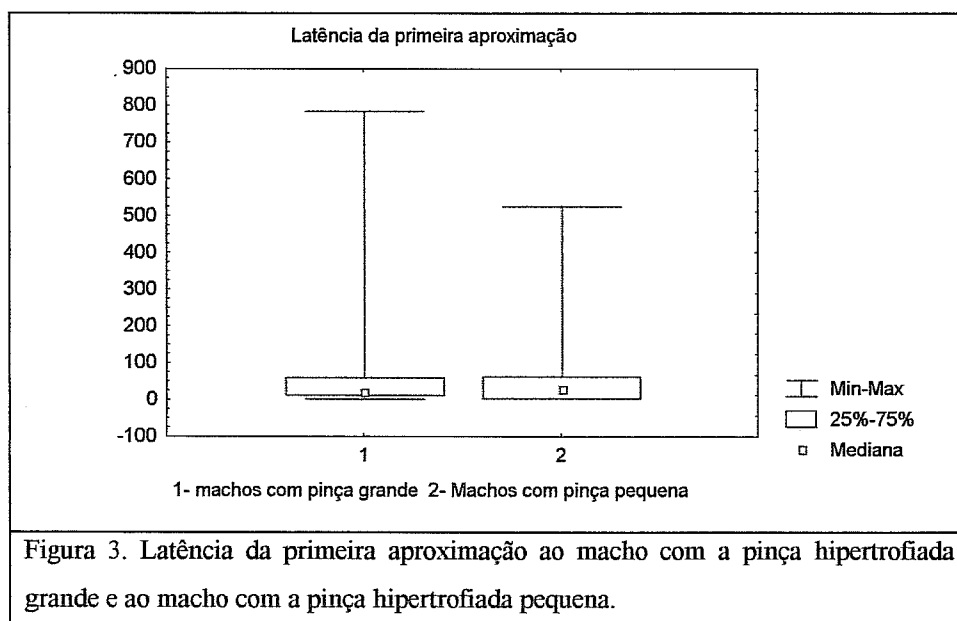 Latência da primeira aproximação
900
800
700
600
500
400
300
200
100
0
-100
1
2
Min-Max
25%-75%
Mediana
1- machos com pinça grande 2- Machos com pinça pequena
Figura 3. Latência da primeira aproximação ao macho com a pinça hipertrofiada
grande e ao macho com a pinça hipertrofiada pequena.